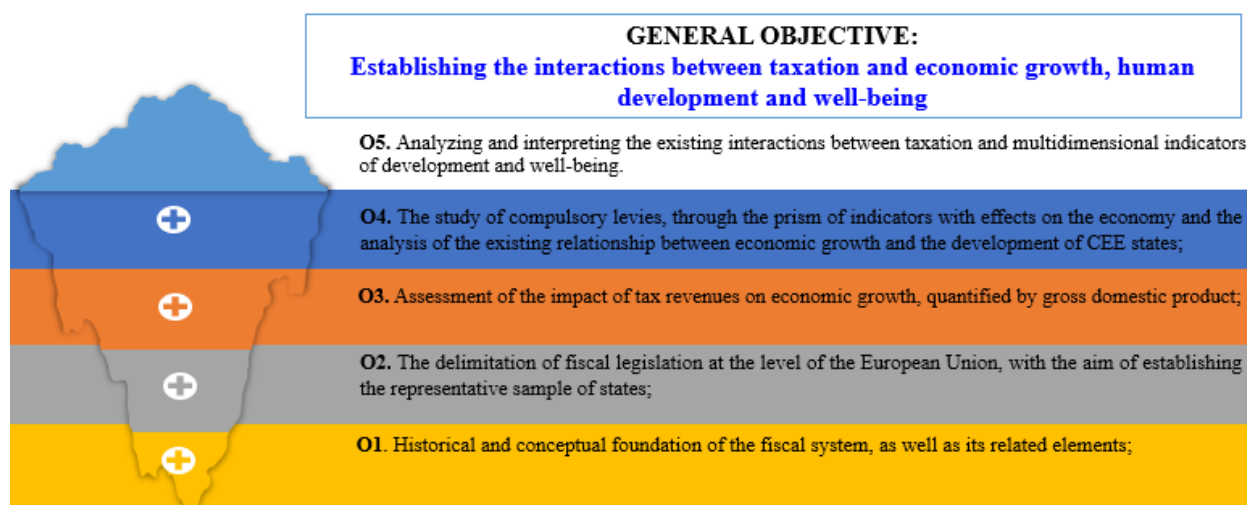 GENERAL OBJECTIVE:
Establishing the interactions between taxation and economic growth, human
development and well-being
O5. Analyzing and interpreting the existing interactions between taxation and multidimensional indicators
of development and well-being.
O4. The study of compulsory levies, through the prism of indicators with effects on the economy and the
analysis of the existing relationship between economic growth and the development of CEE states;
O3. Assessment of the impact of tax revenues on economic growth, quantified by gross domestic product;
O2. The delimitation of fiscal legislation at the level of the European Union, with the aim of establishing
the representative sample of states;
O1. Historical and conceptual foundation of the fiscal system, as well as its related elements;